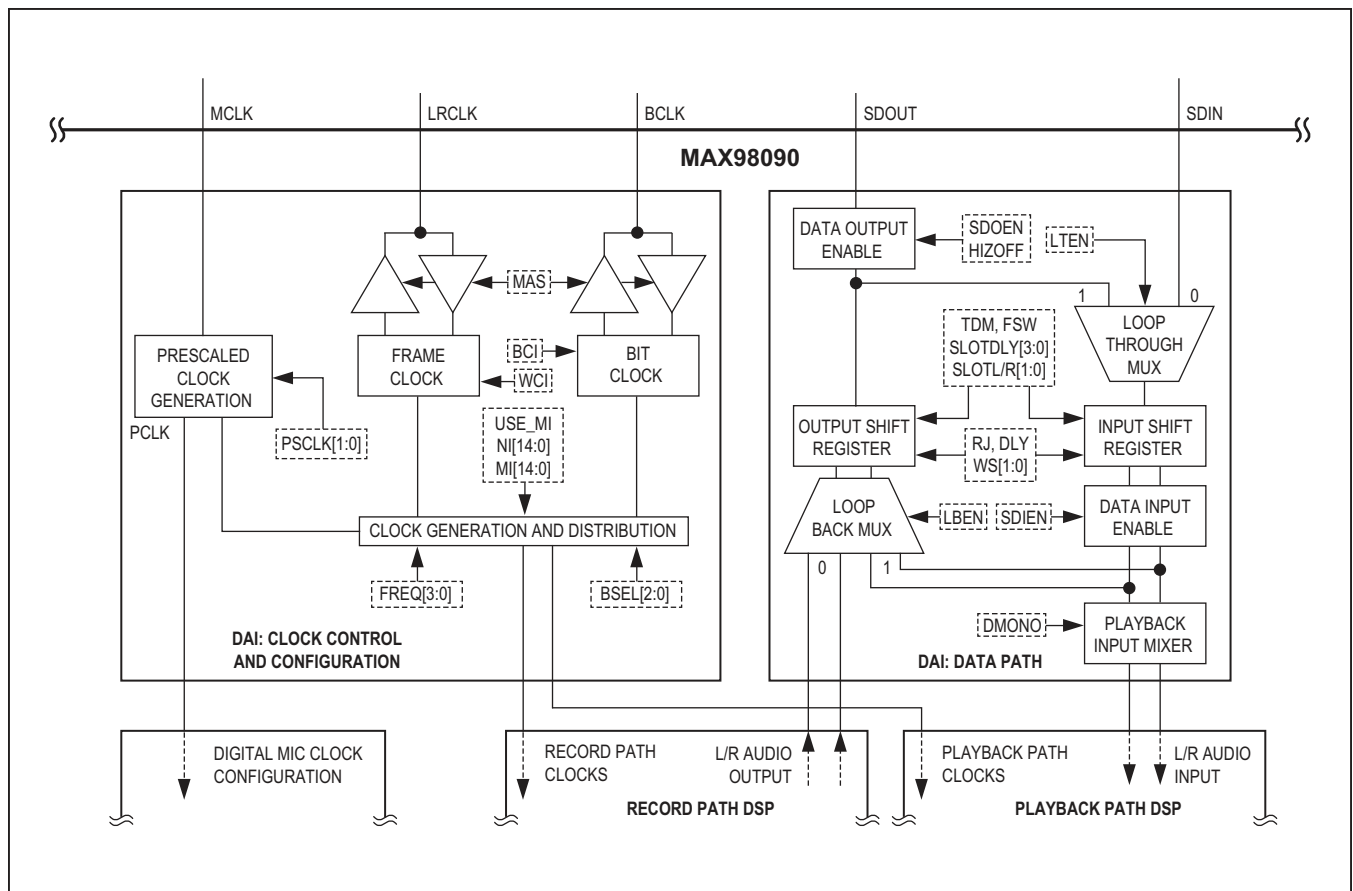 MCLK
LRCLK
BCLK
SDOUT
SDIN
MAX98090
DATA OUTPUT
ENABLE
SDOEN
HIZOFF
LTEN
MAS
1
0
LOOP
THROUGH
MUX
PRESCALED
CLOCK
GENERATION
FRAME
CLOCK
BCI
WCI
BIT
CLOCK
TDM, FSW
SLOTDLY[3:0]
SLOTL/R[1:0]
PCLK
PSCLK[1:0]
USE_MI
NI[14:0]
MI[14:0]
OUTPUT SHIFT
REGISTER
RJ, DLY
WS[1:0]
INPUT SHIFT
REGISTER
LOOP
BACK MUX
LBEN
SDIEN
DATA INPUT
ENABLE
CLOCK GENERATION AND DISTRIBUTION
0
1
FREQ[3:0]
BSEL[2:0]
DMONO
PLAYBACK
INPUT MIXER
DAI: CLOCK CONTROL
AND CONFIGURATION
DAI: DATA PATH
DIGITAL MIC CLOCK
CONFIGURATION
RECORD PATH
CLOCKS
L/R AUDIO
OUTPUT
RECORD PATH DSP
PLAYBACK PATH
CLOCKS
L/R AUDIO
INPUT
PLAYBACK PATH DSP